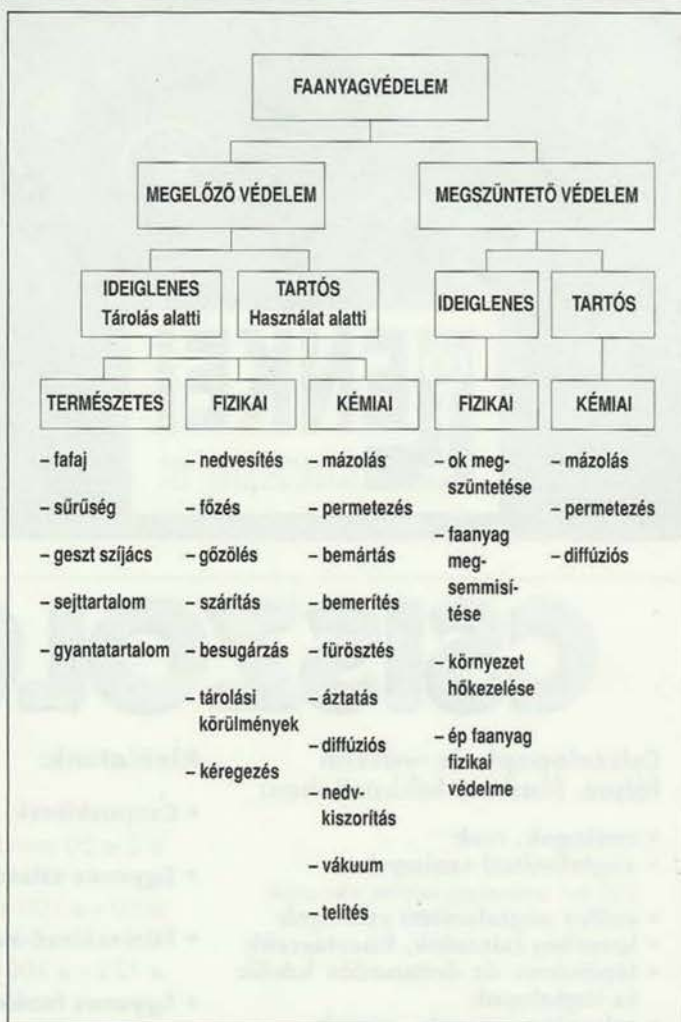 FAANYAGVÉDELEM
MEGELŐZŐ VÉDELEM
MEGSZÜNTETŐ VÉDELEM
IDEIGLENES
Tárolás alatti
TARTÓS
Használat alatti
IDEIGLENES
TARTÓS
TERMÉSZETES
– fafaj
– sűrűség
– geszt szíjács
– sejttartalom
– gyantatartalom
FIZIKAI
– nedvesítés
– főzés
– gőzölés
– szárítás
– besugárzás
– tárolási
körülmények
– kéregezés
KÉMIAI
– mázolás
– permetezés
– bemártás
– bemerítés
– fürösztés
– áztatás
– diffúziós
– nedv-
kiszorítás
– vákuum
– telítés
FIZIKAI
– ok meg-
szüntetése
– faanyag
meg-
semmisí-
tése
– környezet
hőkezelése
– ép faanyag
fizikai
védelme
KÉMIAI
– mázolás
– permetezés
– diffúziós